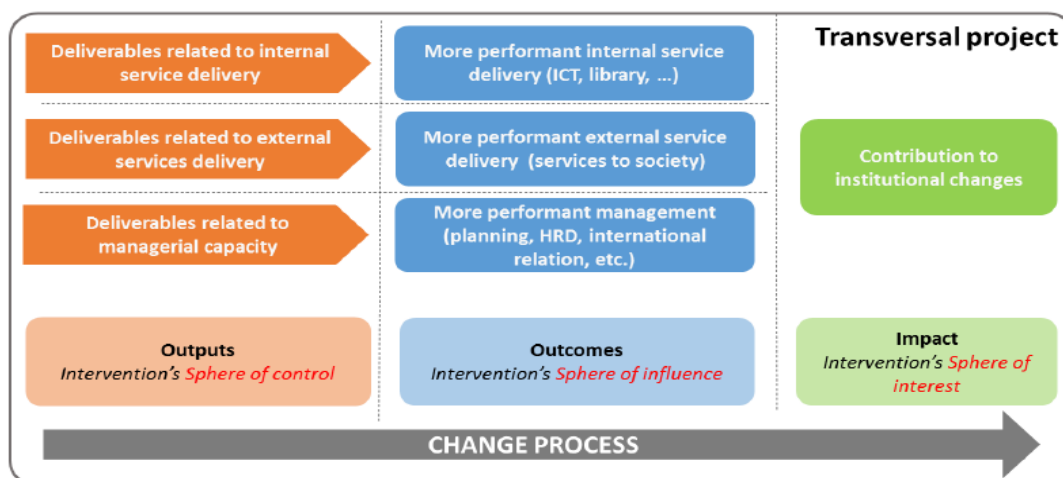 Transversal project
Deliverables related to internal
service delivery
More performant internal service
delivery (ICT, library, ...)
Deliverables related to external
services delivery
More performant external service
delivery (services to society)
Contribution to
institutional changes
Deliverables related to
managerial capacity
More performant management
(planning, HRD, international
relation, etc.)
Outputs
Intervention's Sphere of control
Outcomes
Intervention's Sphere of influence
Impact
Intervention's Sphere of
interest
CHANGE PROCESS